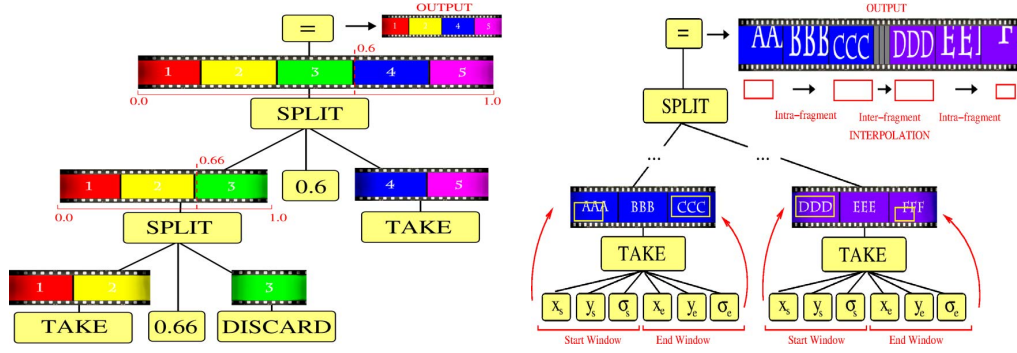 OUTPUT
= 1 4 5
0.6
1 2 3 4 5
0.0 1.0
SPLIT
0.66
1 2 3 0.6 4 5
0.0 1.0 TAKE
SPLIT
1 2 3
TAKE 0.66 DISCARD
OUTPUT
= AA BBB CCC DDD EEI
SPLIT
Intra-fragment Inter-fragment Intra-fragment
INTERPOLATION
... ...
AAA BBB CCC DDD EEE FFF
TAKE TAKE
xs ys σs xe ye σe xs ys σs xe ye σe
Start Window End Window Start Window End Window